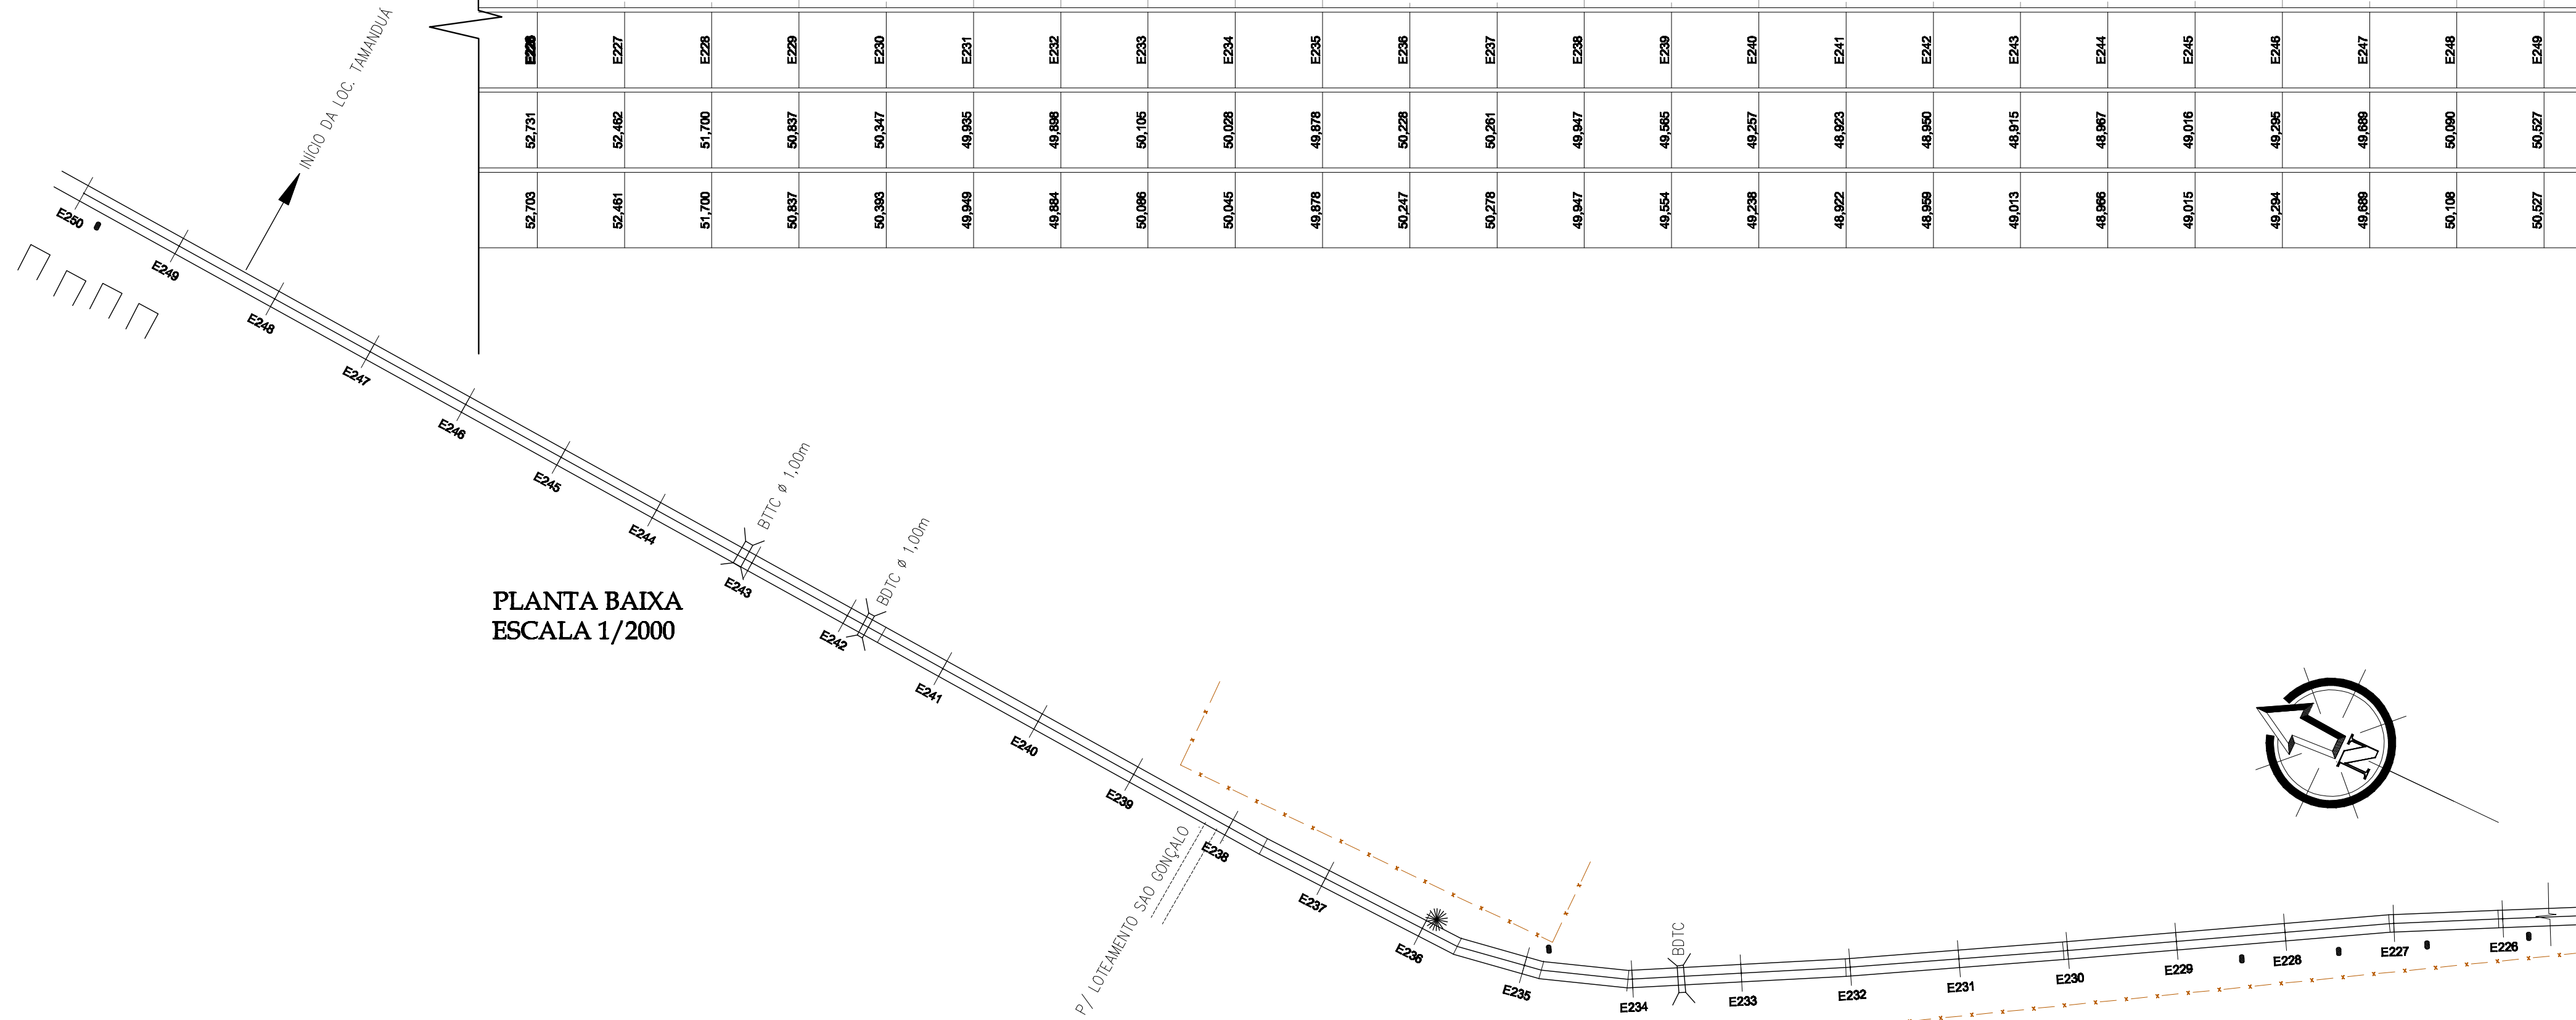 E226 E227 E228 E229 E230 E231 E232 E233 E234 E235 E236 E237 E238 E239 E240 E241 E242 E243 E244 E245 E246 E247 E248 E249
52,731 52,462 51,700 50,837 50,347 49,935 49,898 50,105 50,028 49,878 50,228 50,261 49,947 49,565 49,257 48,923 48,950 48,915 48,967 49,016 49,295 49,689 50,090 50,527
52,703 52,461 51,700 50,837 50,393 49,949 49,884 50,086 50,045 49,878 50,247 50,278 49,947 49,554 49,238 48,922 48,959 49,013 48,966 49,015 49,294 49,689 50,108 50,527
INÍCIO DA LOC. TAMANDUÁ
E250
E249
E248
E247
E246
E245
E244
BTTC ø 1,00m
E243
BDTC ø 1,00m
E242
PLANTA BAIXA
ESCALA 1/2000
E241
E240
E239
E238
P/ LOTEAMENTO SAO GONÇALO
E237
E236
E235
E234
BDTC
E233
E232
E231
E230
E229
E228
E227
E226
N